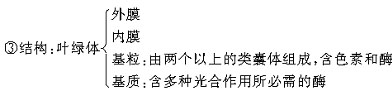 外膜
内膜
③结构:叶绿体
基粒:由两个以上的类囊体组成,含色素和酶
基质:含多种光合作用所必需的酶